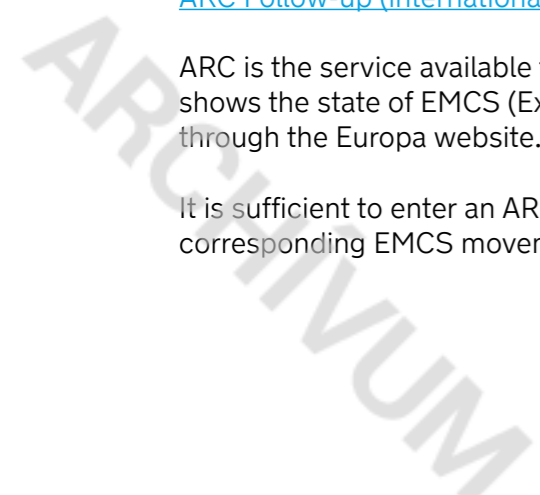 ARC Follow-up (international
ARC is the service available
shows the state of EMCS (Ex
through the Europa website.
It is sufficient to enter an AR
corresponding EMCS mover
ARCHÍVUM